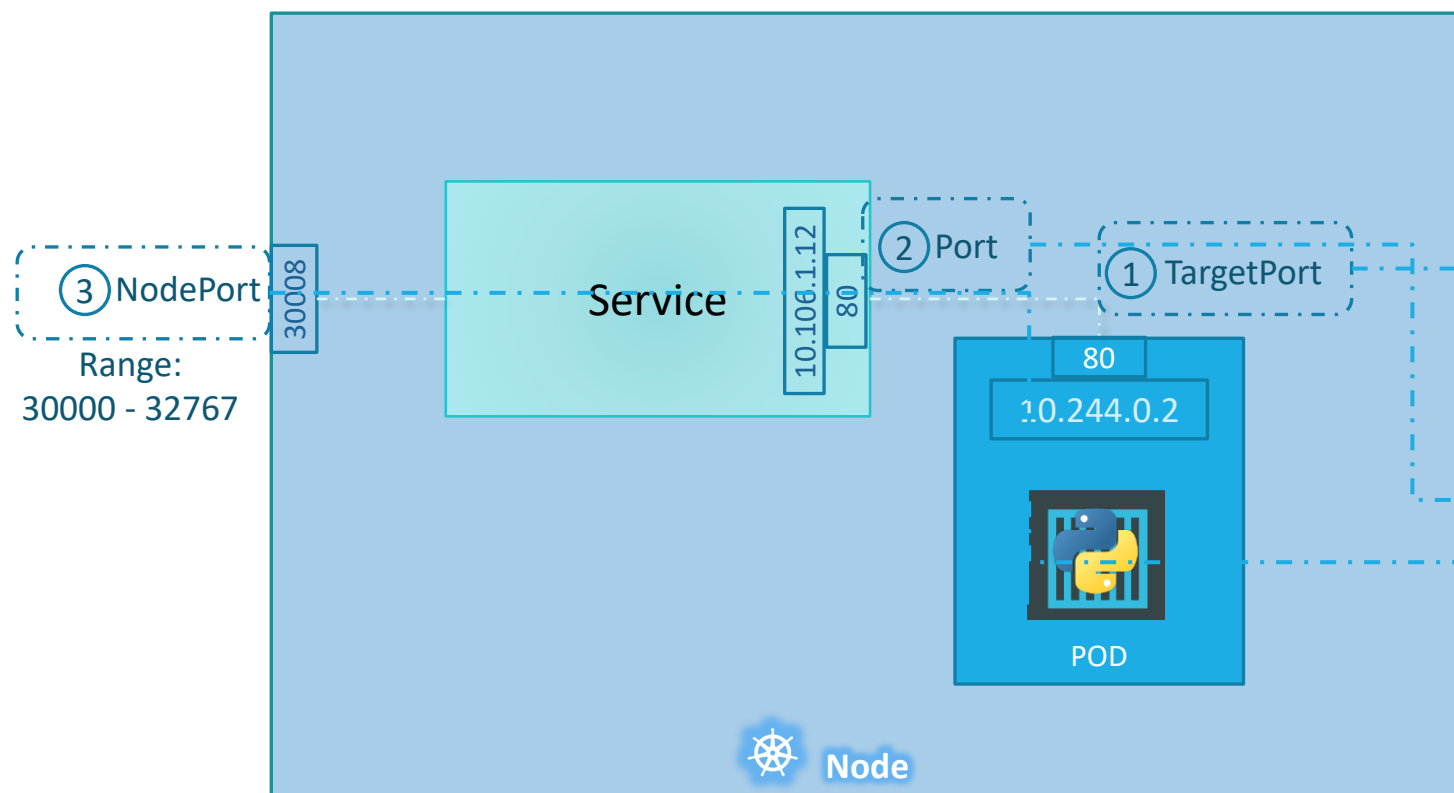 3 NodePort
Range:
30000 - 32767
30008
Service
10.106.1.12
80
2 Port
1 TargetPort
80
10.244.0.2
POD
Node